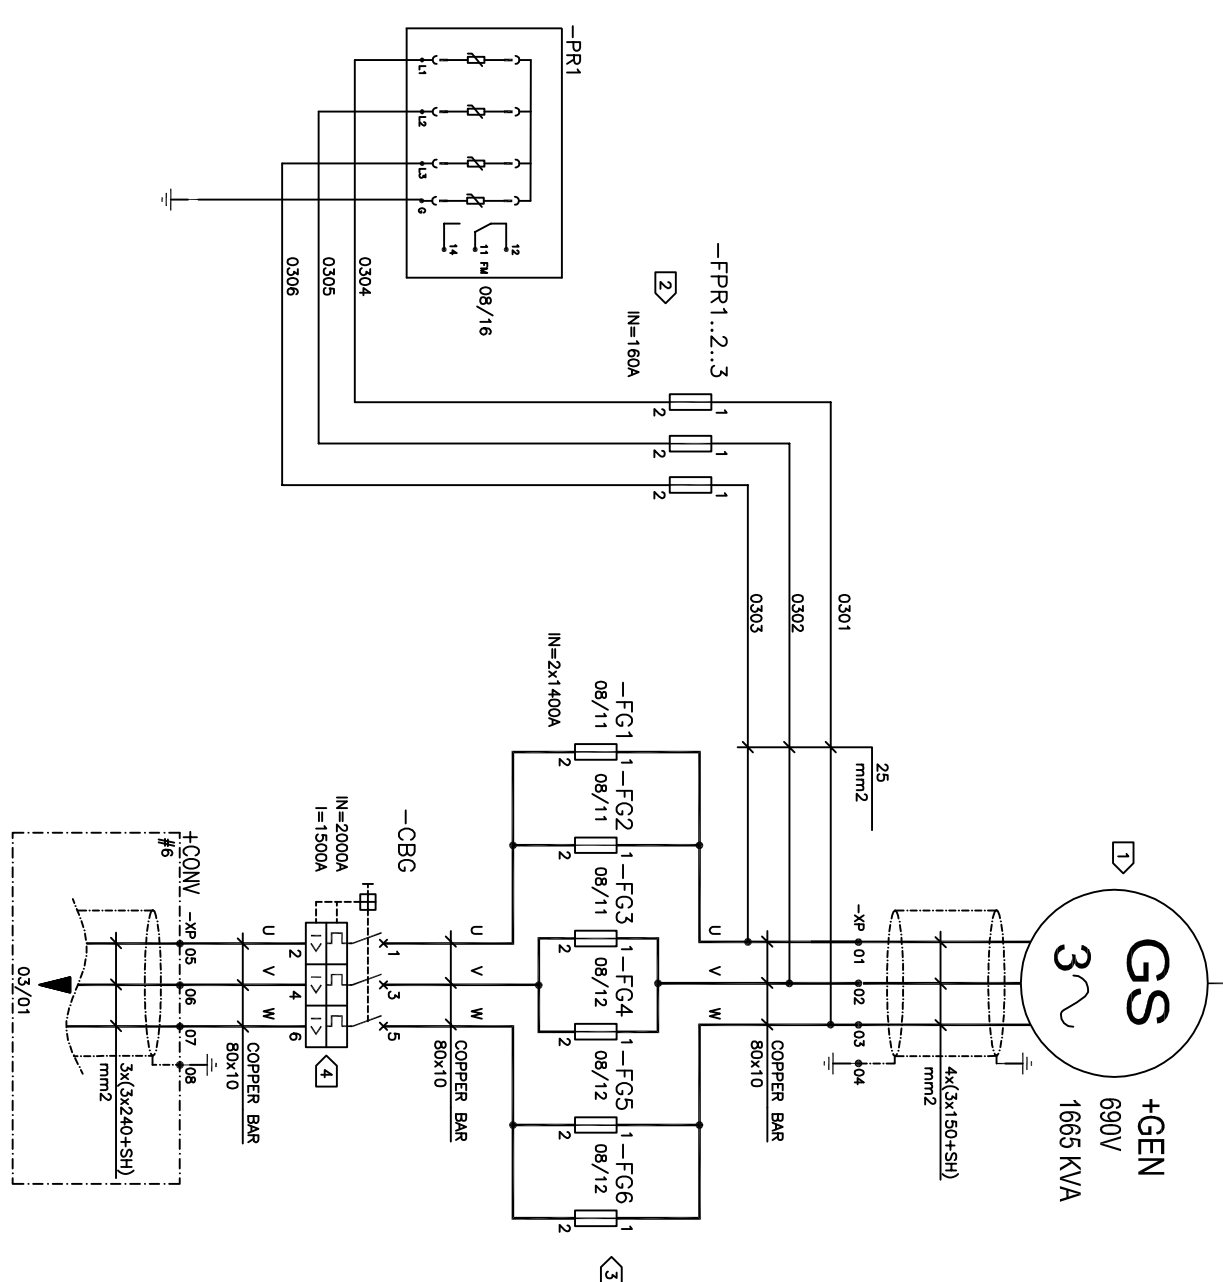 -PR1
L1
L2
L3
G
14
11
12
FM
08/16
0304
0305
0306
-FPR1..2..3
2
IN=160A
1
2
1
2
1
2
0301
0302
0303
25
mm2
1
GS
3
+GEN
690V
1665 KVA
4x(3x150+SH)
mm2
-XP
01
02
03
04
COPPER BAR
80x10
U
V
W
-FG1
08/11
-FG2
08/11
-FG3
08/11
-FG4
08/12
-FG5
08/12
-FG6
08/12
IN=2x1400A
1
2
1
2
1
2
1
2
1
2
1
2
3
COPPER BAR
80x10
U
V
W
-CBG
IN=2000A
I=1500A
1
3
5
I>
I>
I>
2
4
6
4
U
V
W
COPPER BAR
80x10
+CONV
#6
-XP
05
06
07
08
3x(3x240+SH)
mm2
03/01